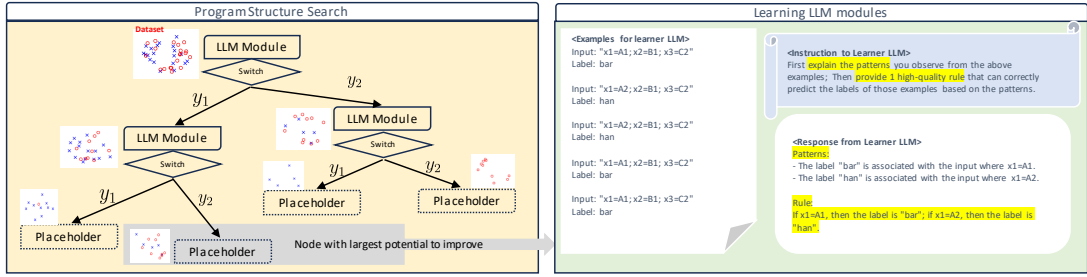 Program Structure Search
Dataset
LLM Module
Switch
y1
y2
LLM Module
Switch
LLM Module
Switch
y1
y2
y1
y2
Placeholder
Placeholder
Placeholder
Placeholder
Node with largest potential to improve
Learning LLM modules
<Examples for learner LLM>
Input: "x1=A1; x2=B1; x3=C2"
Label: bar
Input: "x1=A2; x2=B1; x3=C2"
Label: han
Input: "x1=A2; x2=B1; x3=C2"
Label: han
Input: "x1=A1; x2=B1; x3=C2"
Label: bar
Input: "x1=A1; x2=B1; x3=C2"
Label: bar
<Instruction to Learner LLM>
First explain the patterns you observe from the above
examples; Then provide 1 high-quality rule that can correctly
predict the labels of those examples based on the patterns.
<Response from Learner LLM>
Patterns:
- The label "bar" is associated with the input where x1=A1.
- The label "han" is associated with the input where x1=A2.
Rule:
If x1=A1, then the label is "bar"; if x1=A2, then the label is
"han".